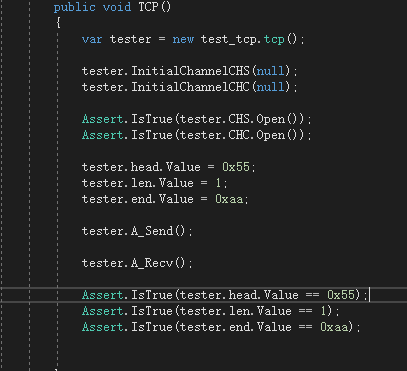 public void TCP()
{
var tester = new test_tcp.tcp();
tester.InitialChannelCHS(null);
tester.InitialChannelCHC(null);
Assert.IsTrue(tester.CHS.Open());
Assert.IsTrue(tester.CHC.Open());
tester.head.Value = 0x55;
tester.len.Value = 1;
tester.end.Value = 0xaa;
tester.A_Send();
tester.A_Recv();
Assert.IsTrue(tester.head.Value == 0x55);
Assert.IsTrue(tester.len.Value == 1);
Assert.IsTrue(tester.end.Value == 0xaa);